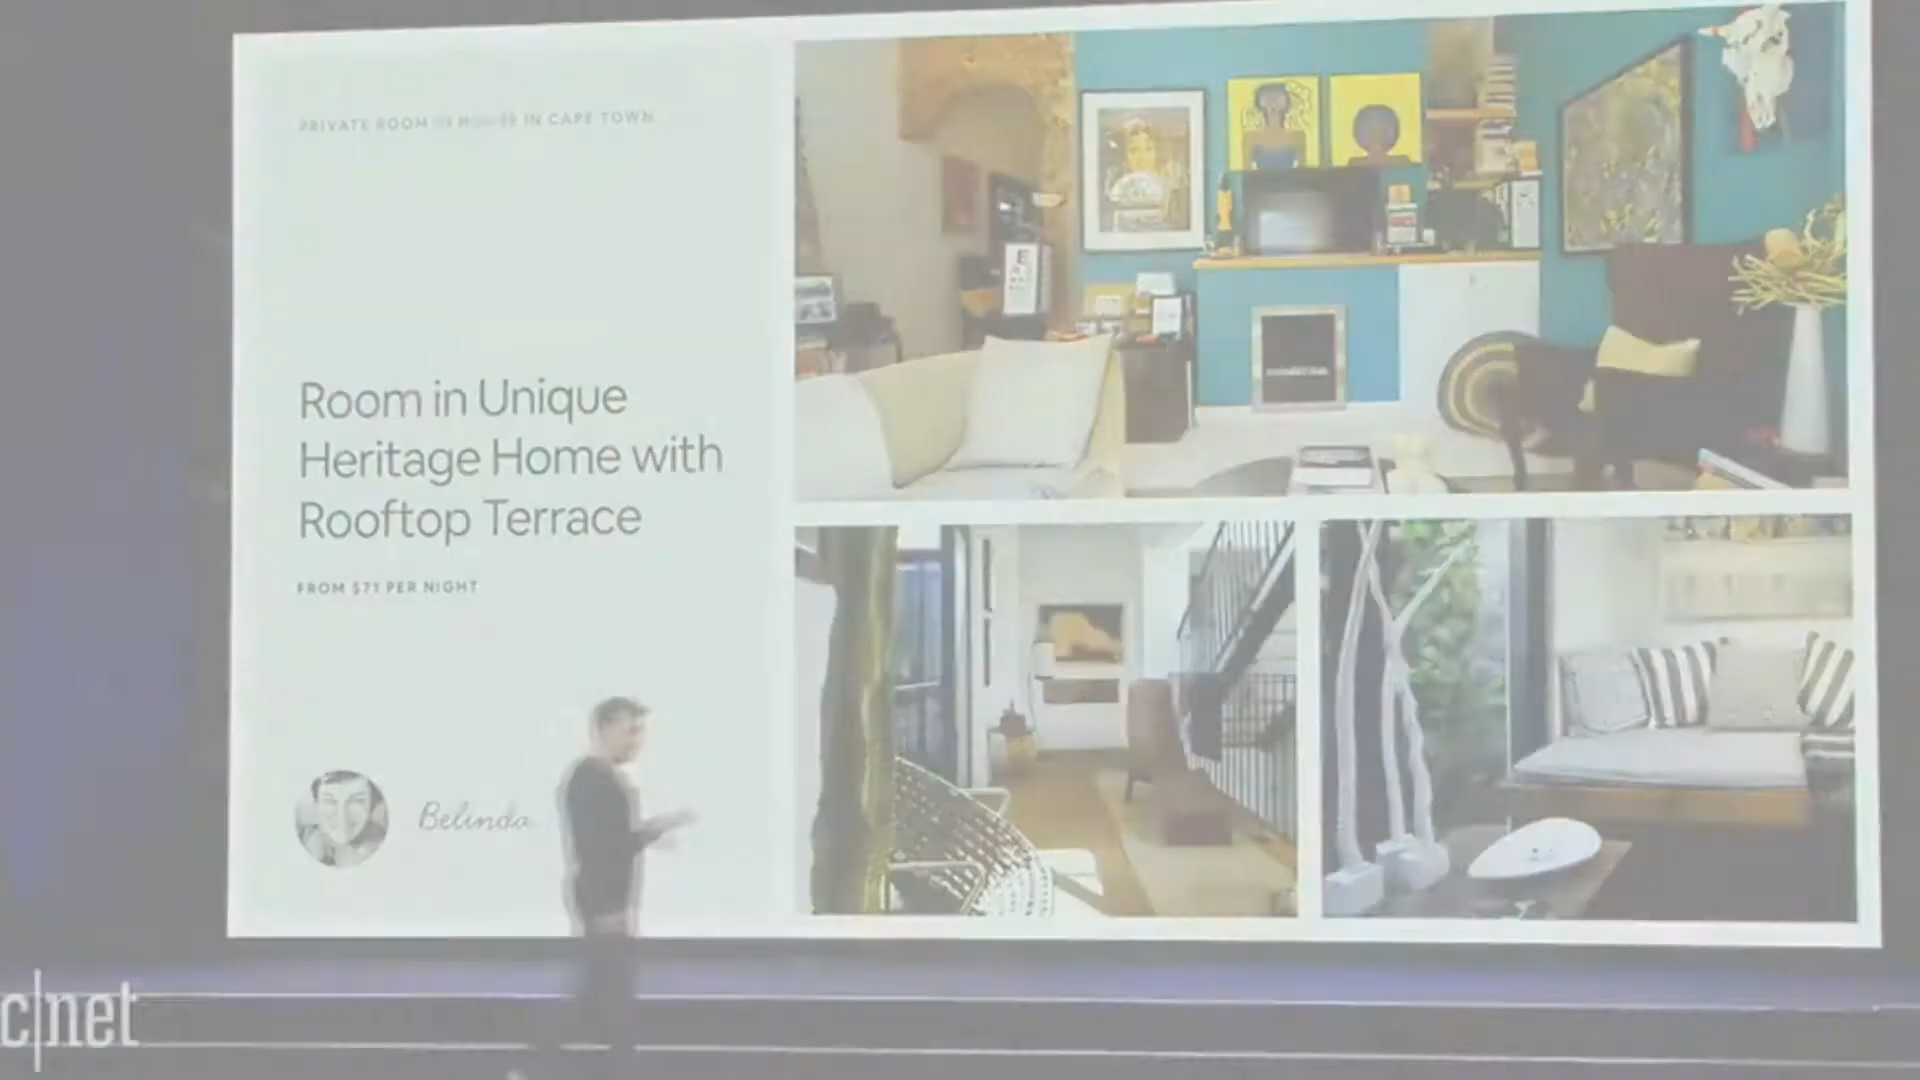 PRIVATE ROOM IN HOUSE IN CAPE TOWN
Room in Unique
Heritage Home with
Rooftop Terrace
FROM $71 PER NIGHT
Belinda
E
c|net